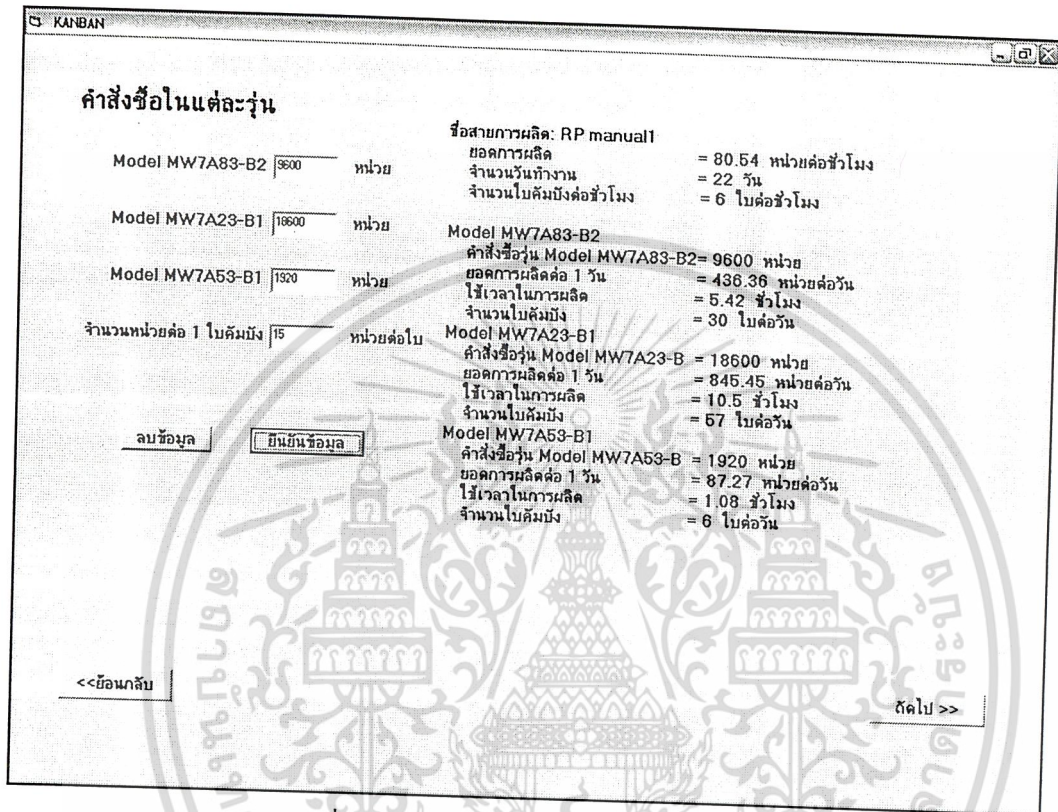 KANBAN
คำสั่งซื้อในแต่ละรุ่น
Model MW7A83-B2 9600 หน่วย
Model MW7A23-B1 18600 หน่วย
Model MW7A53-B1 1920 หน่วย
จำนวนหน่วยต่อ 1 ใบคัมบัง 15 หน่วยต่อใบ
ลบข้อมูล ยืนยันข้อมูล
ชื่อสายการผลิต: RP manual1
ยอดการผลิต = 80.54 หน่วยต่อชั่วโมง
จำนวนวันทำงาน = 22 วัน
จำนวนใบคัมบังต่อชั่วโมง = 6 ใบต่อชั่วโมง
Model MW7A83-B2
คำสั่งซื้อรุ่น Model MW7A83-B2= 9600 หน่วย
ยอดการผลิตต่อ 1 วัน = 436.36 หน่วยต่อวัน
ใช้เวลาในการผลิต = 5.42 ชั่วโมง
จำนวนใบคัมบัง = 30 ใบต่อวัน
Model MW7A23-B1
คำสั่งซื้อรุ่น Model MW7A23-B = 18600 หน่วย
ยอดการผลิตต่อ 1 วัน = 845.45 หน่วยต่อวัน
ใช้เวลาในการผลิต = 10.5 ชั่วโมง
จำนวนใบคัมบัง = 57 ใบต่อวัน
Model MW7A53-B1
คำสั่งซื้อรุ่น Model MW7A53-B = 1920 หน่วย
ยอดการผลิตต่อ 1 วัน = 87.27 หน่วยต่อวัน
ใช้เวลาในการผลิต = 1.08 ชั่วโมง
จำนวนใบคัมบัง = 6 ใบต่อวัน
<<ย้อนกลับ
ถัดไป >>